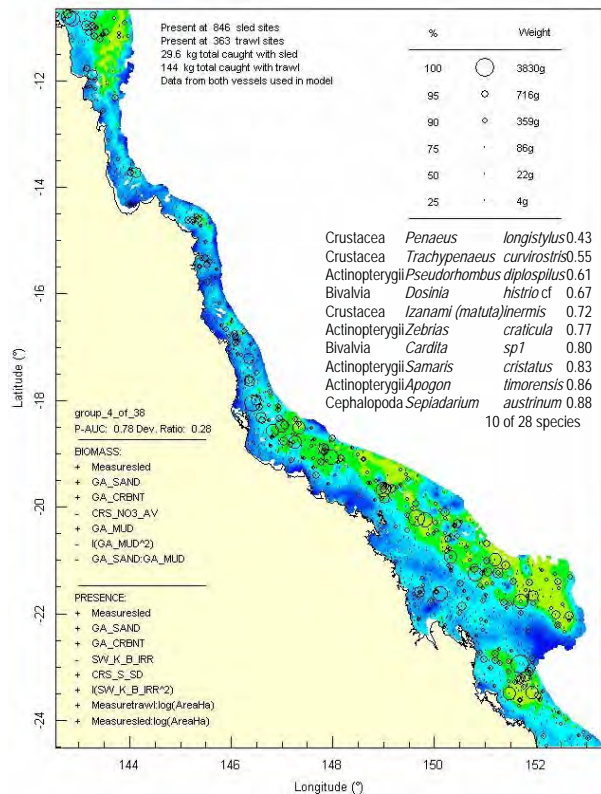 Present at 846 sled sites
Present at 363 trawl sites
29.6 kg total caught with sled
144 kg total caught with trawl
Data from both vessels used in model
% Weight
100 3830g
95 716g
90 359g
75 86g
50 22g
25 4g
Crustacea Penaeus longistylus 0.43
Crustacea Trachypenaeus curvirostris 0.55
Actinopterygii Pseudorhombus diplospilus 0.61
Bivalvia Dosinia histrio cf 0.67
Crustacea Izanami (matuta) inermis 0.72
Actinopterygii Zebrias craticula 0.77
Bivalvia Cardita sp1 0.80
Actinopterygii Samaris cristatus 0.83
Actinopterygii Apogon timorensis 0.86
Cephalopoda Sepiadarium austrinum 0.88
10 of 28 species
group_4_of_38
P-AUC: 0.78 Dev. Ratio: 0.28
BIOMASS:
+ Measuresled
+ GA_SAND
+ GA_CRBNT
- CRS_NO3_AV
+ GA_MUD
- I(GA_MUD^2)
- GA_SAND:GA_MUD
PRESENCE:
+ Measuresled
+ GA_SAND
+ GA_CRBNT
- SW_K_B_IRR
+ CRS_S_SD
+ I(SW_K_B_IRR^2)
+ Measuretrawl:log(AreaHa)
+ Measuresled:log(AreaHa)
Latitude (°)
-12
-14
-16
-18
-20
-22
-24
144 146 148 150 152
Longitude (°)